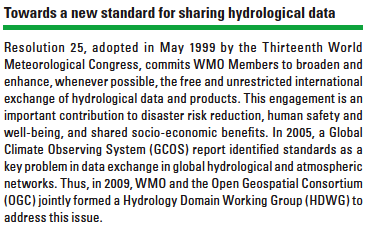 Towards a new standard for sharing hydrological data
Resolution 25, adopted in May 1999 by the Thirteenth World
Meteorological Congress, commits WMO Members to broaden and
enhance, whenever possible, the free and unrestricted international
exchange of hydrological data and products. This engagement is an
important contribution to disaster risk reduction, human safety and
well-being, and shared socio-economic benefits. In 2005, a Global
Climate Observing System (GCOS) report identified standards as a
key problem in data exchange in global hydrological and atmospheric
networks. Thus, in 2009, WMO and the Open Geospatial Consortium
(OGC) jointly formed a Hydrology Domain Working Group (HDWG) to
address this issue.